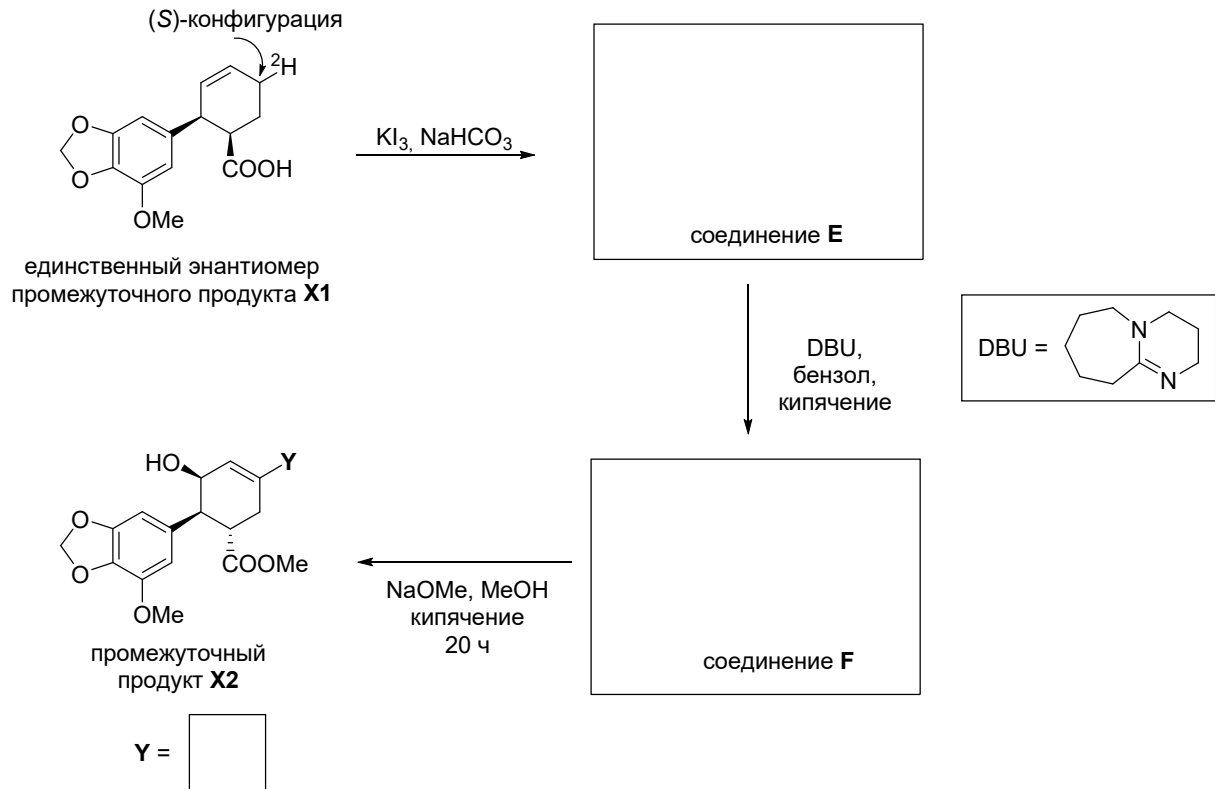 (S)-конфигурация
²H
O
O
COOH
OMe
единственный энантиомер
промежуточного продукта X1
KI₃, NaHCO₃
соединение E
DBU,
бензол,
кипячение
DBU =
N
N
HO
Y
O
O
COOMe
OMe
промежуточный
продукт X2
NaOMe, MeOH
кипячение
20 ч
соединение F
Y =